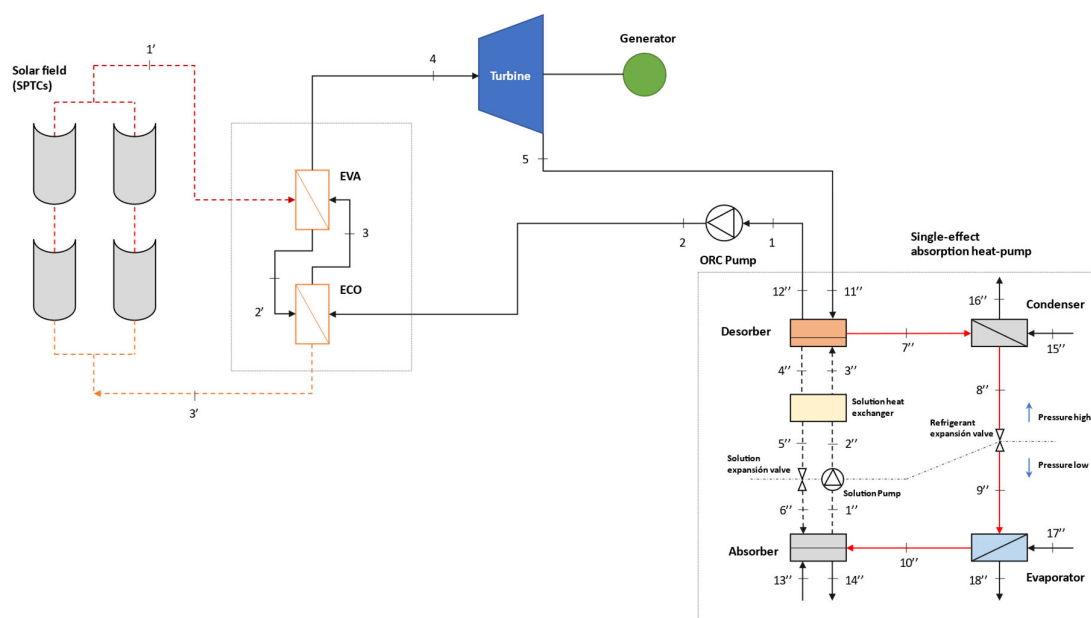 1’
Solar field
(SPTCs)
4
Turbine
Generator
5
EVA
3
2’
ECO
3’
2
ORC Pump
1
Single-effect
absorption heat-pump
12’’
11’’
16’’
Condenser
Desorber
7’’
15’’
4’’
3’’
8’’
Solution heat
exchanger
Pressure high
Refrigerant
expansión valve
5’’
2’’
Solution
expansión valve
Pressure low
Solution Pump
9’’
6’’
1’’
17’’
Absorber
10’’
Evaporator
13’’
14’’
18’’